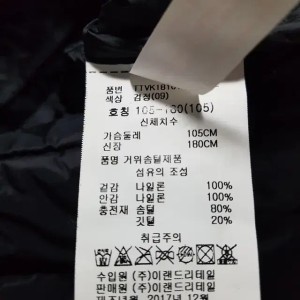 품번
색상 검정(09)
호칭 105-180(105)
신체치수
가슴둘레 105CM
신장 180CM
품명 거위솜털제품
섬유의 조성
겉감 나일론 100%
안감 나일론 100%
충전재 솜털 80%
깃털 20%
취급주의
수입원 (주)이랜드리테일
판매원 (주)이랜드리테일
제조년월 2017년 12월